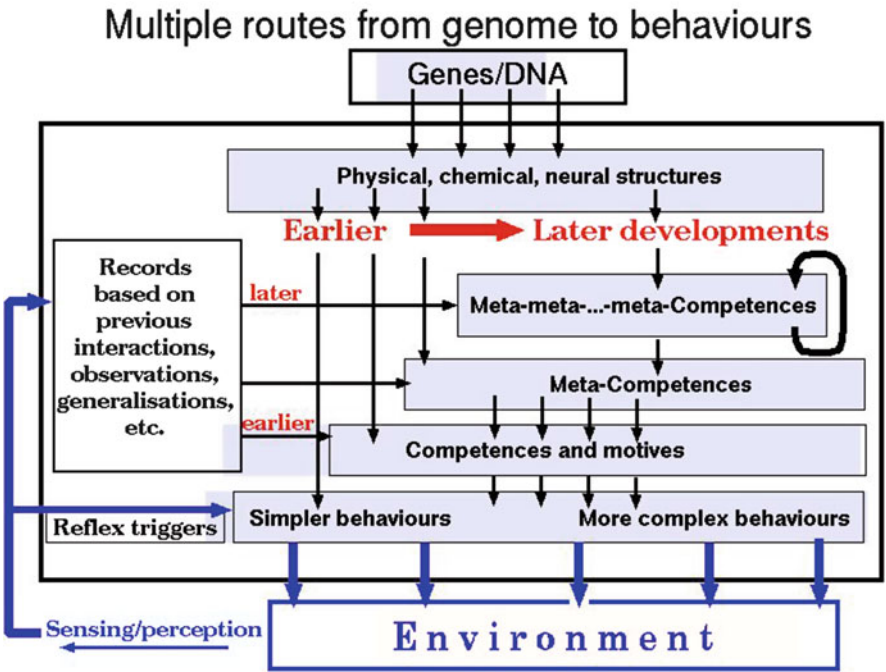 Multiple routes from genome to behaviours
Genes/DNA
Physical, chemical, neural structures
Earlier
Later developments
Records
based on
previous
interactions,
observations,
generalisations,
etc.
later
Meta-meta-...-meta-Competences
Meta-Competences
earlier
Competences and motives
Reflex triggers
Simpler behaviours
More complex behaviours
Sensing/perception
Environment